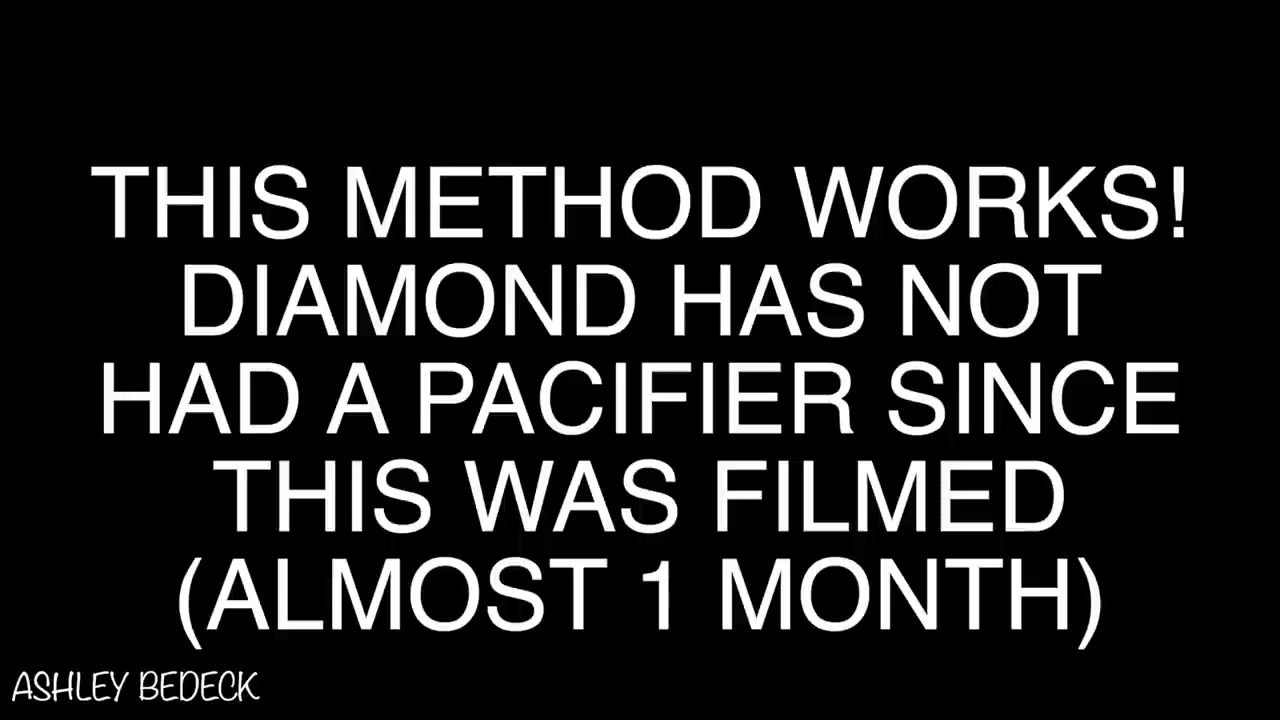 THIS METHOD WORKS!
DIAMOND HAS NOT
HAD A PACIFIER SINCE
THIS WAS FILMED
(ALMOST 1 MONTH)
ASHLEY BEDECK